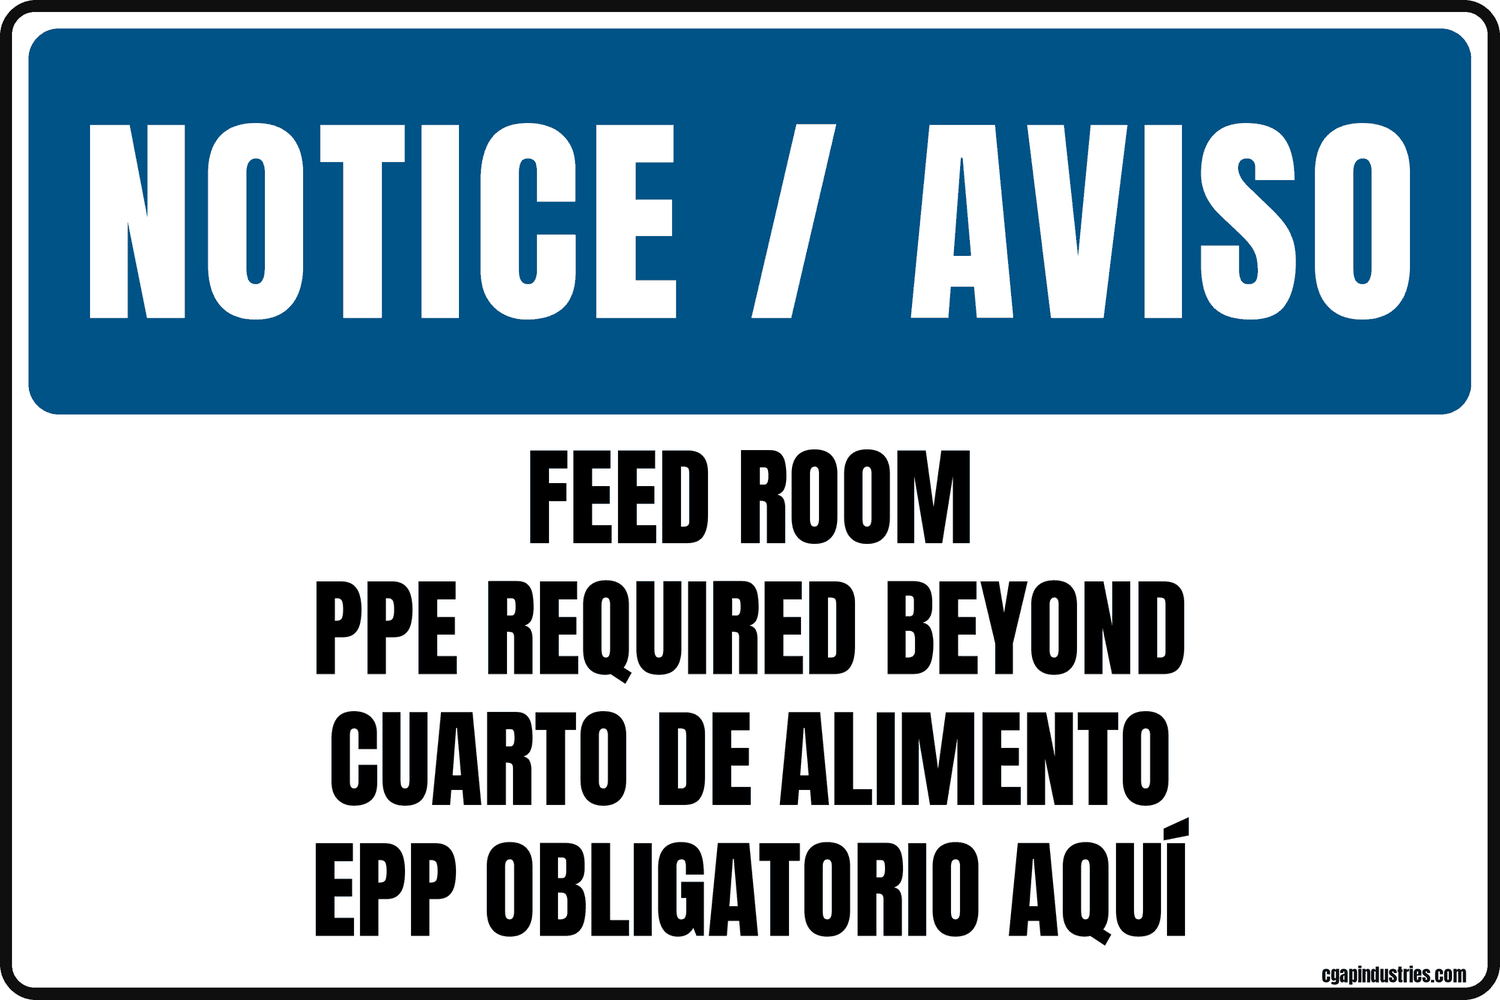 NOTICE / AVISO
FEED ROOM
PPE REQUIRED BEYOND
CUARTO DE ALIMENTO
EPP OBLIGATORIO AQUÍ
cgapindustries.com